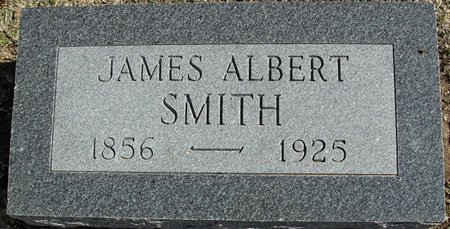 JAMES ALBERT
SMITH
1856 — 1925